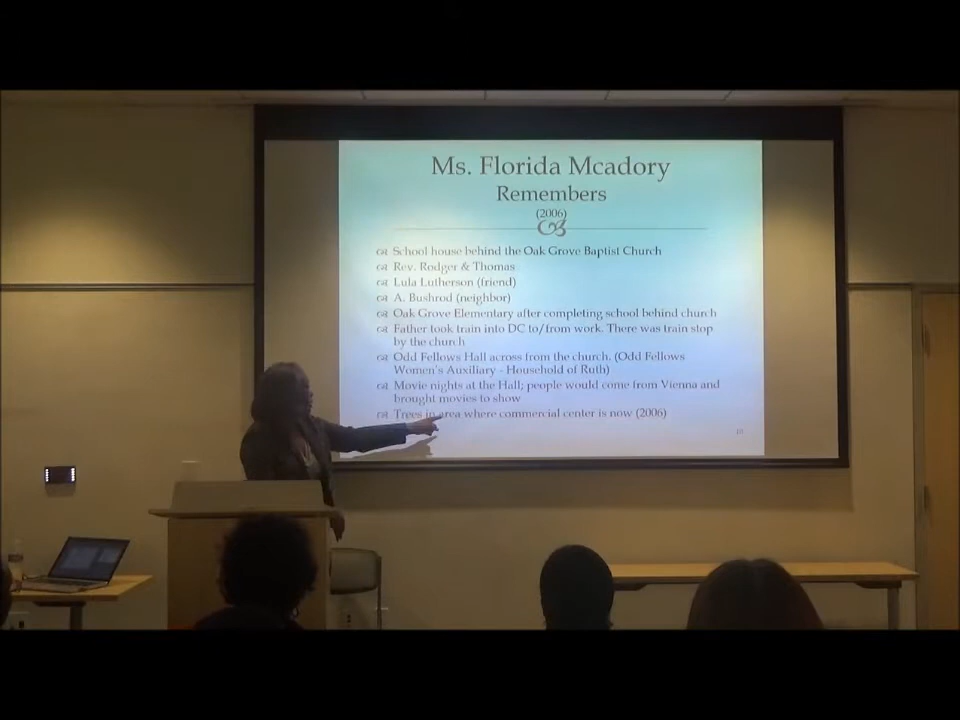 Ms. Florida Mcadory
Remembers
(2006)
School house behind the Oak Grove Baptist Church
Rev. Rodger & Thomas
Lula Lutherson (friend)
A. Bushrod (neighbor)
Oak Grove Elementary after completing school behind church
Father took train into DC to/from work. There was train stop
by the church
Odd Fellows Hall across from the church. (Odd Fellows
Women's Auxiliary - Household of Ruth)
Movie nights at the Hall; people would come from Vienna and
brought movies to show
Trees in area where commercial center is now (2006)